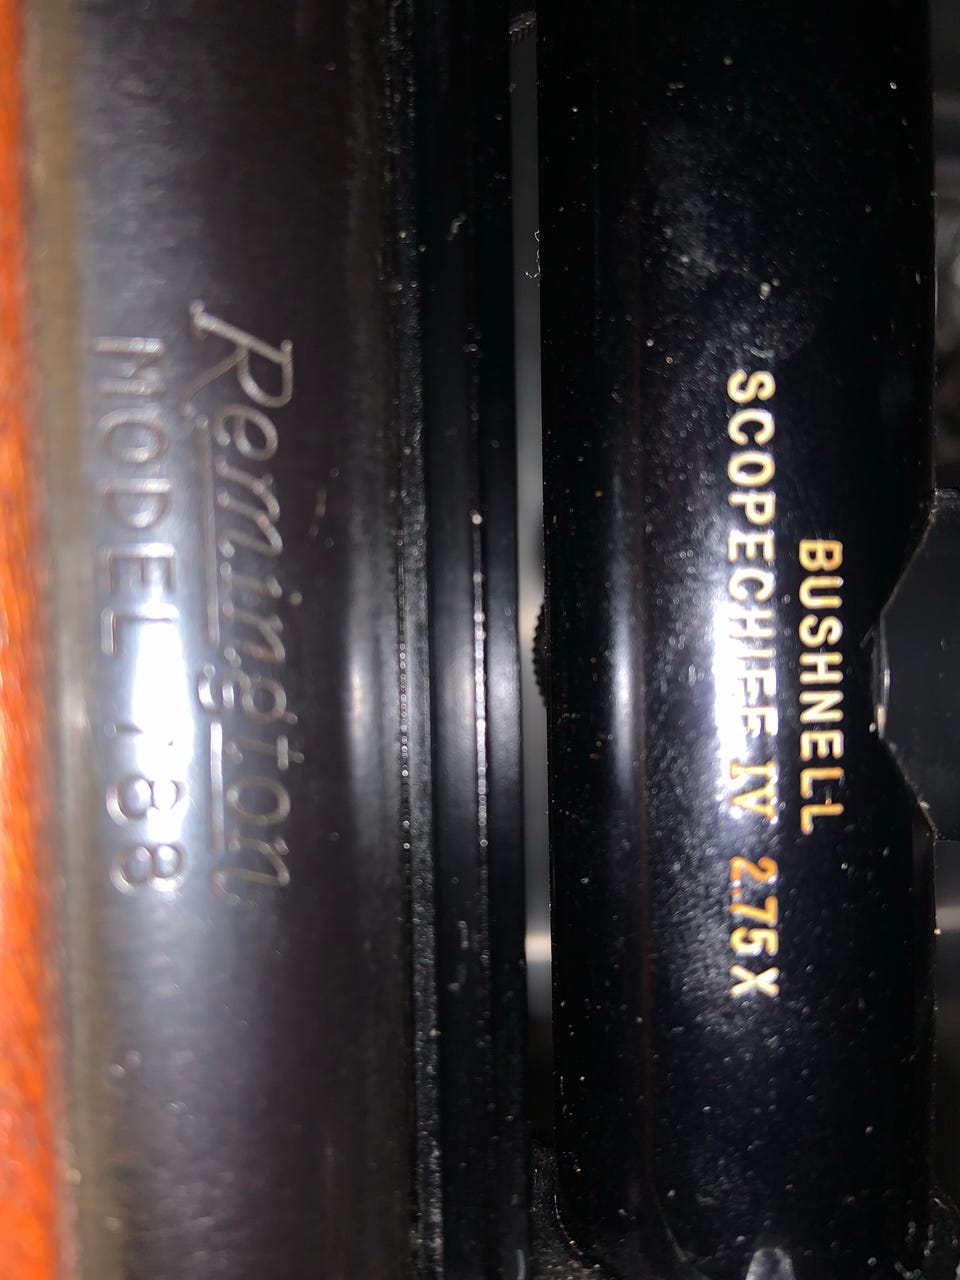 BUSHNELL
SCOPECHIEF IV 2.75X
Remington
MODEL 788